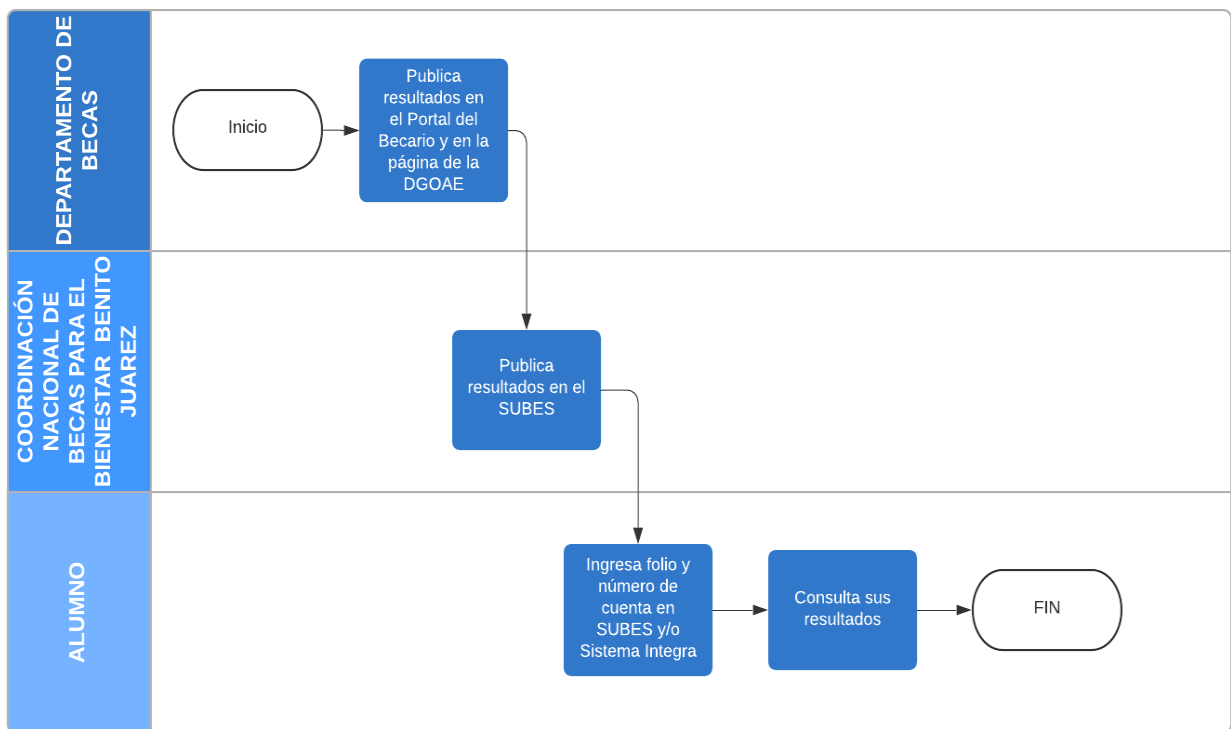 DEPARTAMENTO DE
BECAS
Inicio
Publica
resultados en
el Portal del
Becario y en la
página de la
DGOAE
COORDINACIÓN
NACIONAL DE
BECAS PARA EL
BIENESTAR BENITO
JUAREZ
Publica
resultados en el
SUBES
ALUMNO
Ingresa folio y
número de
cuenta en
SUBES y/o
Sistema Integra
Consulta sus
resultados
FIN